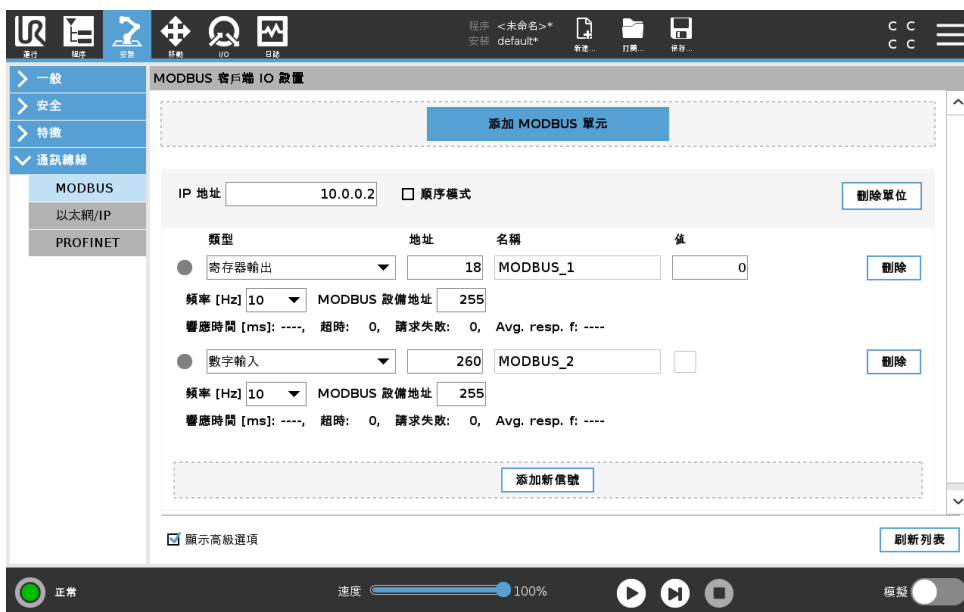 UR 程序 <未命名>* C C
運行 程序 安裝 移動 I/O 日誌 安裝 default* 新建... 打開... 保存... C C
一般
安全
特徵
通訊總線
MODBUS
以太網/IP
PROFINET
MODBUS 客戶端 IO 設置
添加 MODBUS 單元
IP 地址 10.0.0.2 順序模式 刪除單位
類型 地址 名稱 值
寄存器輸出 18 MODBUS_1 0 刪除
頻率 [Hz] 10 MODBUS 設備地址 255
響應時間 [ms]: ----, 超時: 0, 請求失敗: 0, Avg. resp. f: ----
數字輸入 260 MODBUS_2 刪除
頻率 [Hz] 10 MODBUS 設備地址 255
響應時間 [ms]: ----, 超時: 0, 請求失敗: 0, Avg. resp. f: ----
添加新信號
顯示高級選項 刷新列表
正常 速度 100% 模擬